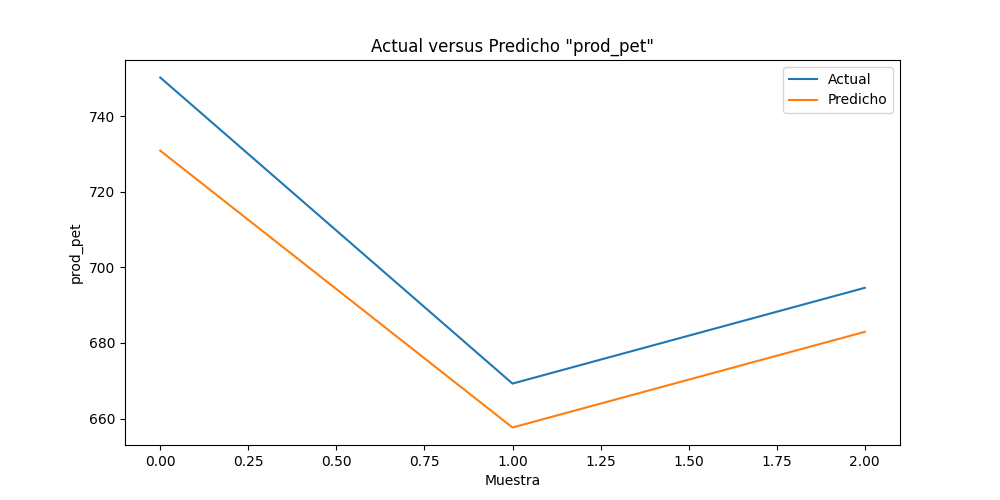 Actual versus Predicho "prod_pet"
Actual
Predicho
740
720
700
680
660
prod_pet
0.00 0.25 0.50 0.75 1.00 1.25 1.50 1.75 2.00
Muestra